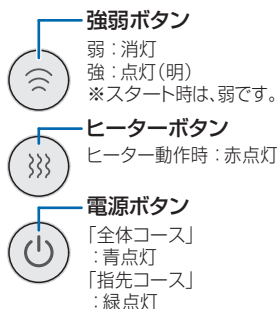 強弱ボタン
弱：消灯
強：点灯（明）
※スタート時は、弱です。
ヒーターボタン
ヒーター動作時：赤点灯
電源ボタン
「全体コース」
：青点灯
「指先コース」
：緑点灯